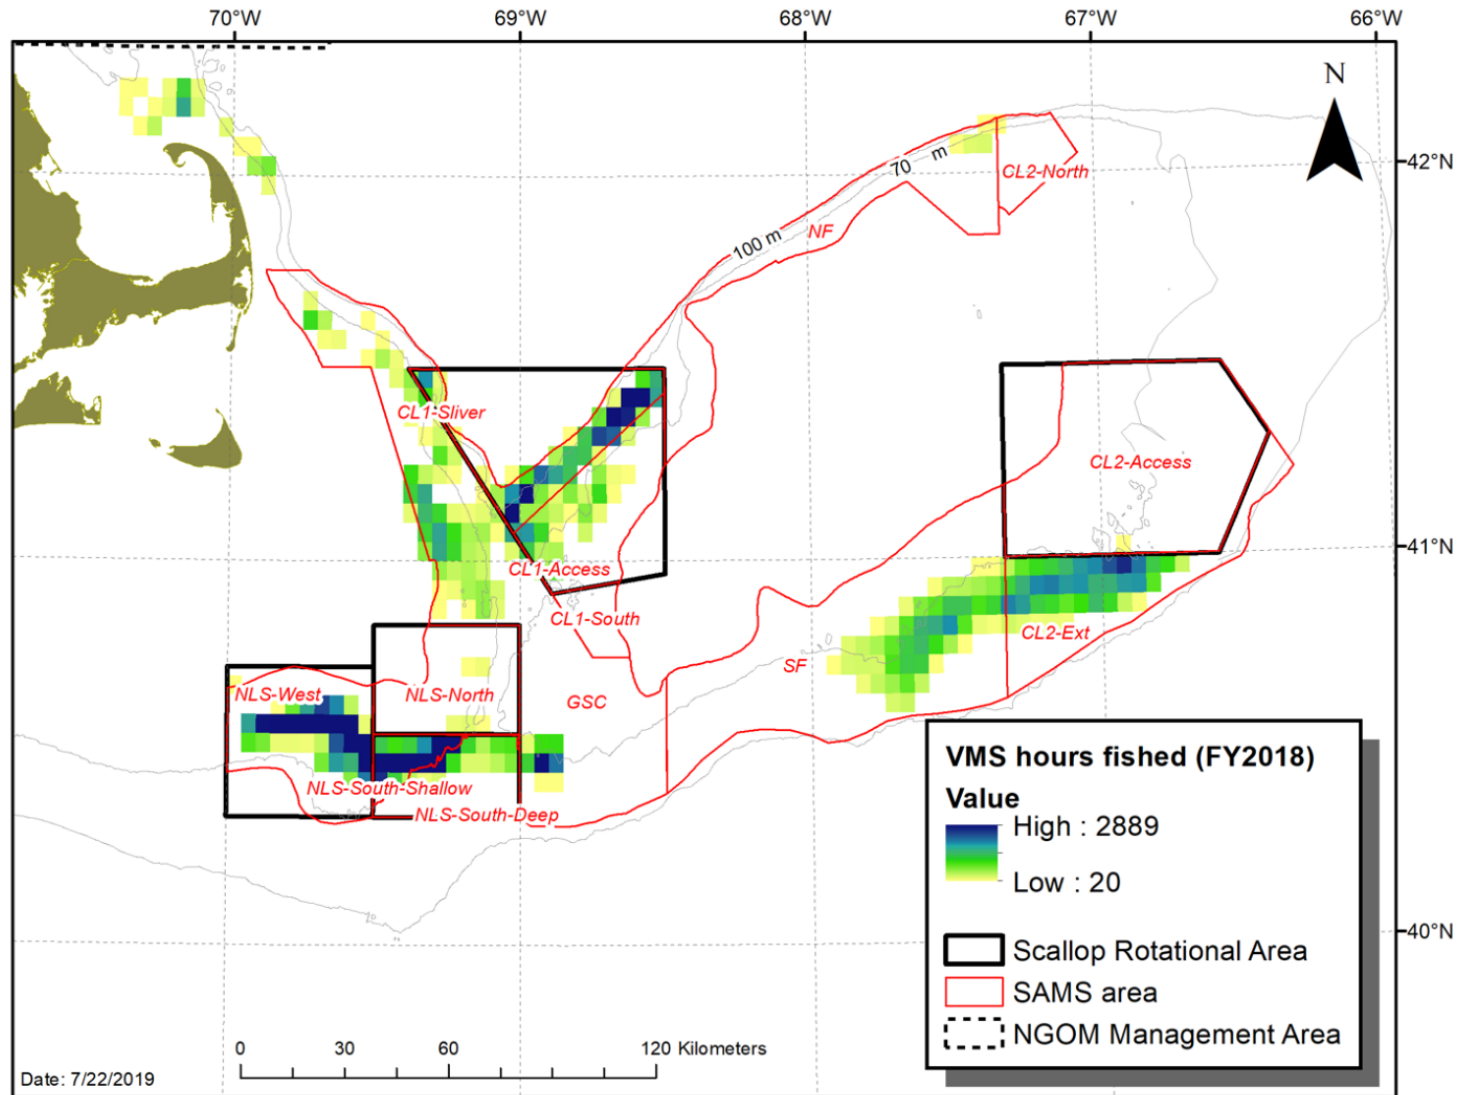 70°W
69°W
68°W
67°W
66°W
N
42°N
70 m
CL2-North
NF
100 m
CL1-Sliver
CL2-Access
41°N
CL1-Access
CL1-South
CL2-Ext
SF
NLS-West
NLS-North
GSC
NLS-South-Shallow
NLS-South-Deep
VMS hours fished (FY2018)
Value
High : 2889
Low : 20
40°N
Scallop Rotational Area
SAMS area
NGOM Management Area
0 30 60 120 Kilometers
Date: 7/22/2019